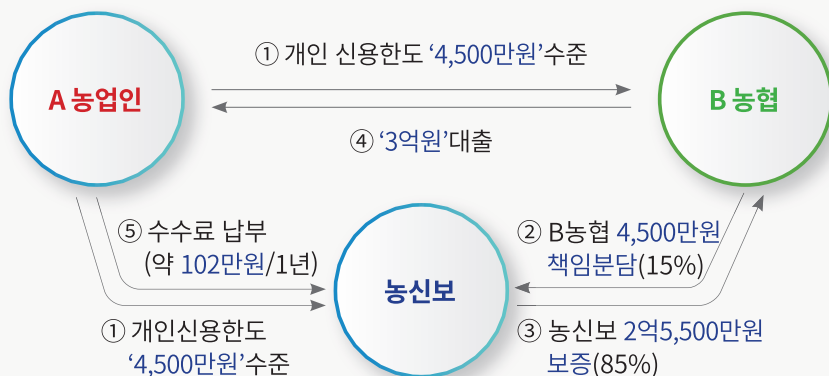 ① 개인 신용한도 ‘4,500만원’수준
A 농업인
B 농협
④ ‘3억원’대출
⑤ 수수료 납부
(약 102만원/1년)
② B농협 4,500만원
책임분담(15%)
농신보
① 개인신용한도
‘4,500만원’수준
③ 농신보 2억5,500만원
보증(85%)